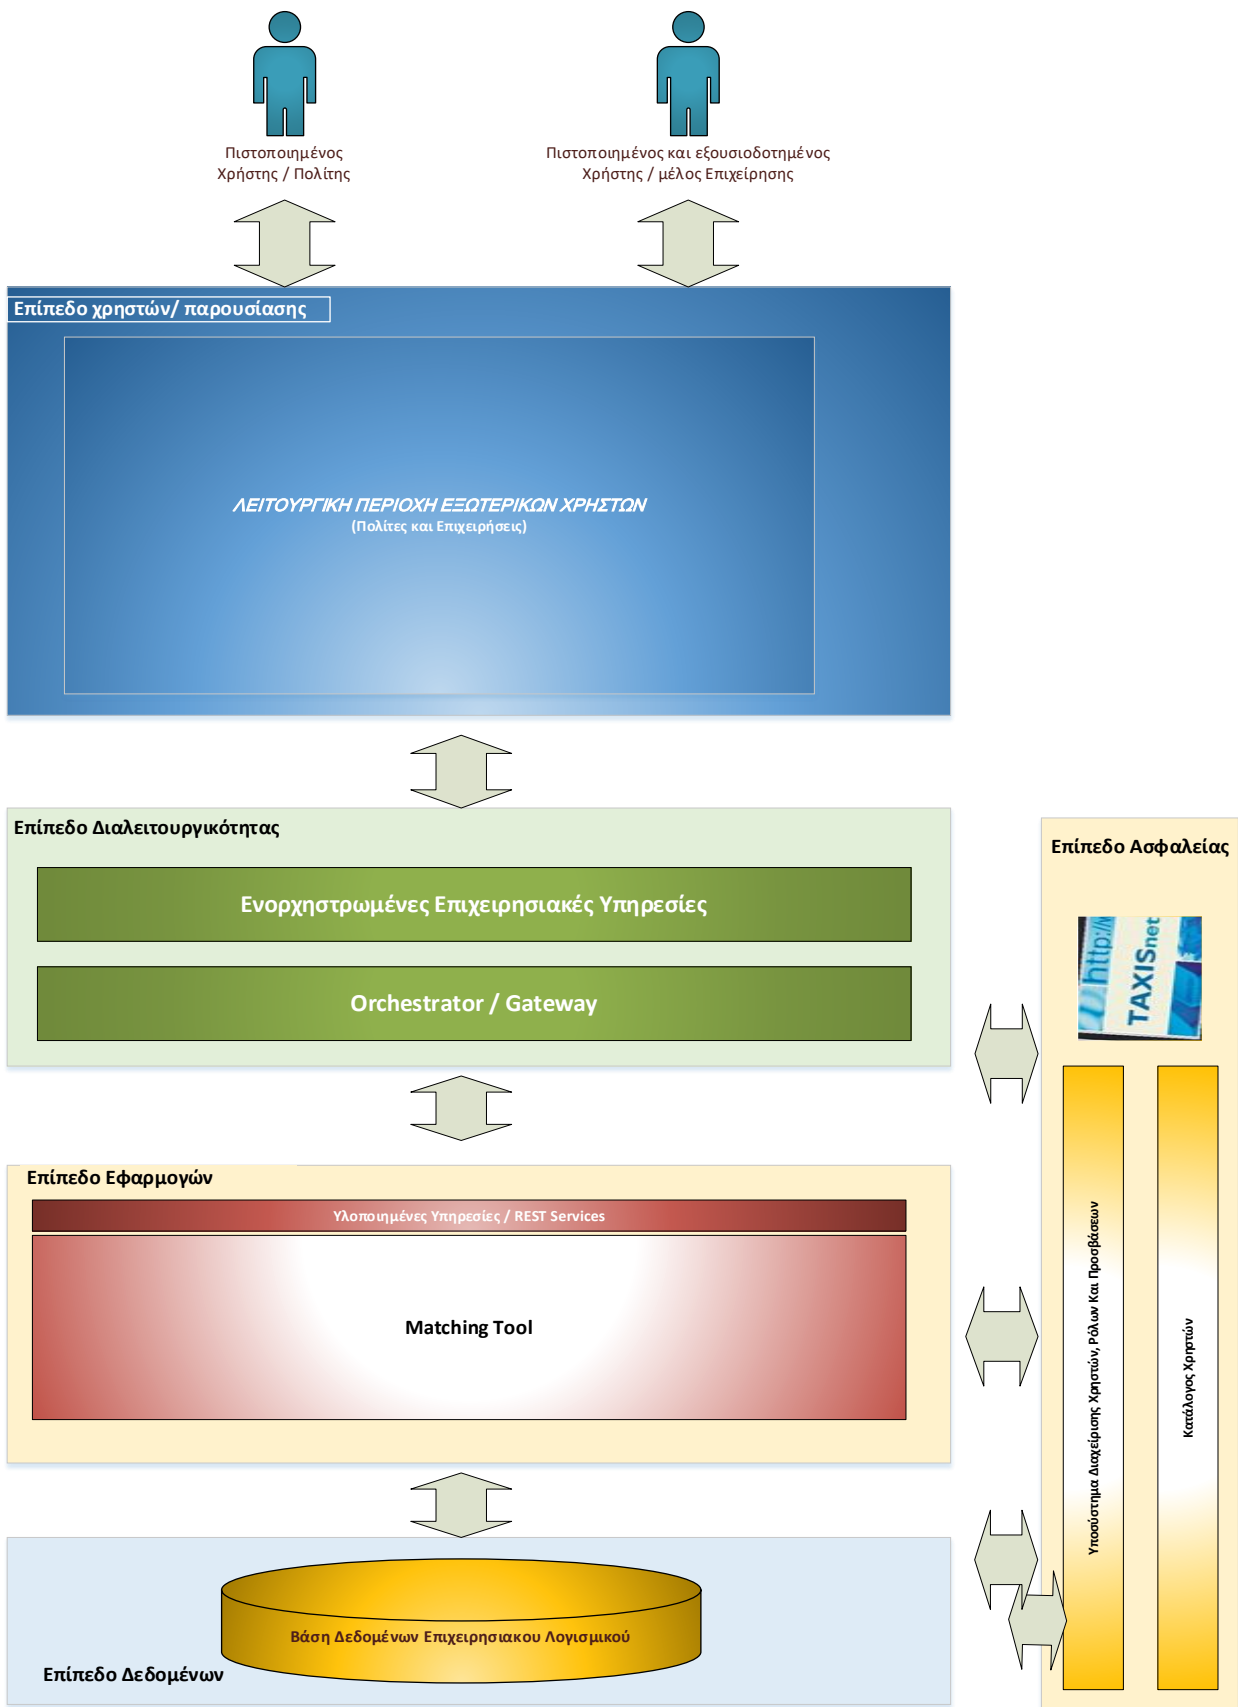 Πιστοποιημένος
Χρήστης / Πολίτης
Πιστοποιημένος και εξουσιοδοτημένος
Χρήστης / μέλος Επιχείρησης
Επίπεδο χρηστών/ παρουσίασης
ΛΕΙΤΟΥΡΓΙΚΗ ΠΕΡΙΟΧΗ ΕΞΩΤΕΡΙΚΩΝ ΧΡΗΣΤΩΝ
(Πολίτες και Επιχειρήσεις)
Επίπεδο Διαλειτουργικότητας
Ενορχηστρωμένες Επιχειρησιακές Υπηρεσίες
Orchestrator / Gateway
Επίπεδο Ασφαλείας
http://
TAXISnet
Υποσύστημα Διαχείρισης Χρηστών, Ρόλων Και Προσβάσεων
Κατάλογος Χρηστών
Επίπεδο Εφαρμογών
Υλοποιημένες Υπηρεσίες / REST Services
Matching Tool
Βάση Δεδομένων Επιχειρησιακου Λογισμικού
Επίπεδο Δεδομένων